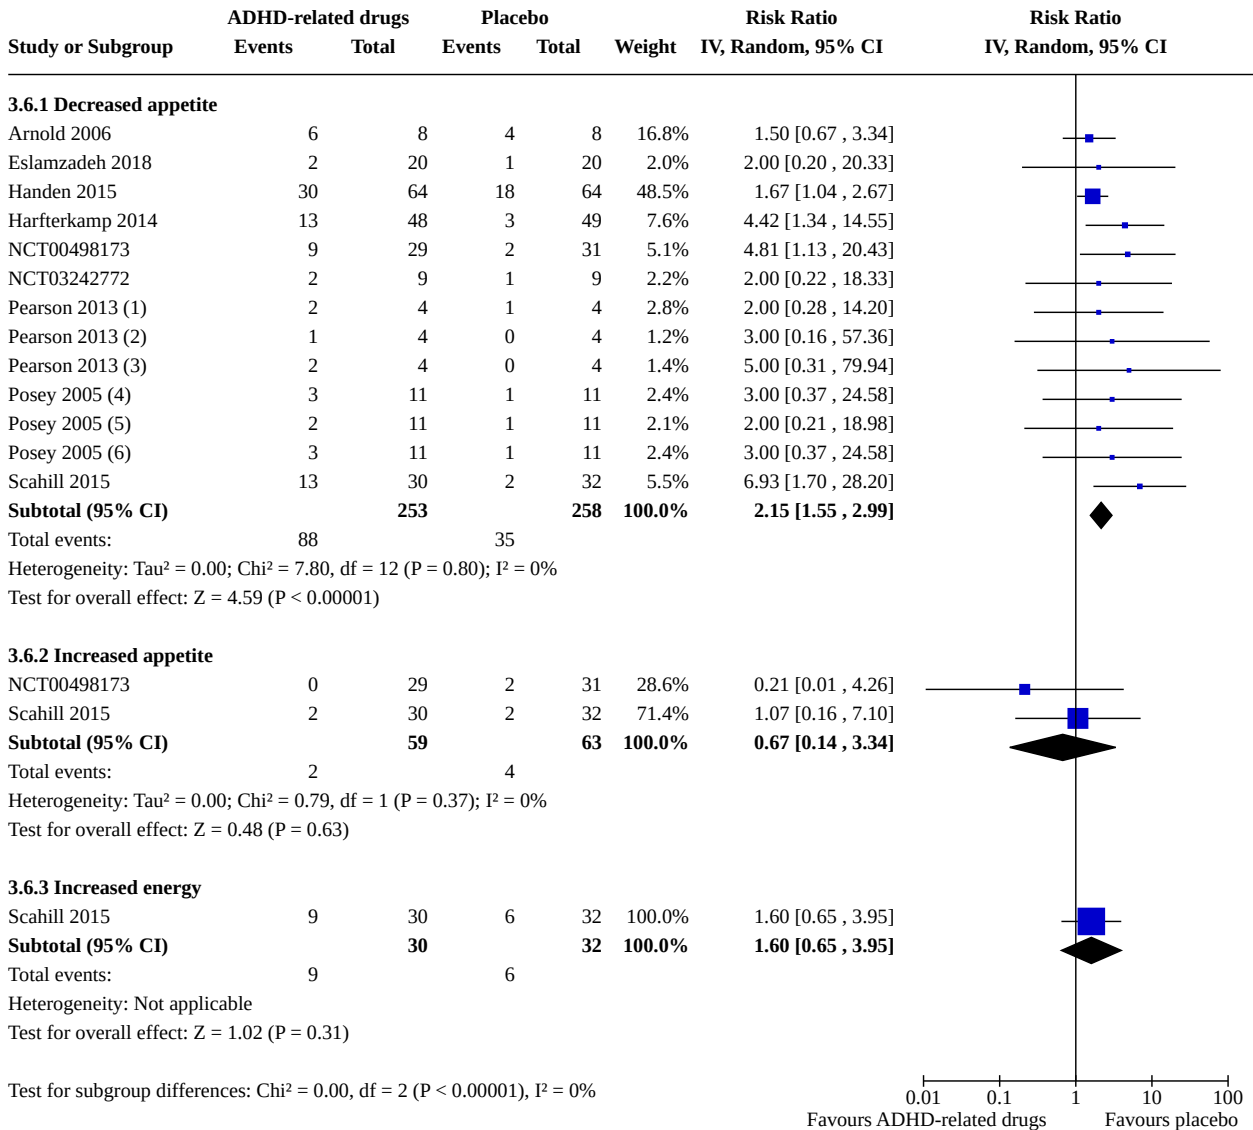 ADHD-related drugs Placebo Risk Ratio Risk Ratio
Study or Subgroup Events Total Events Total Weight IV, Random, 95% CI IV, Random, 95% CI
3.6.1 Decreased appetite
Arnold 2006 6 8 4 8 16.8% 1.50 [0.67 , 3.34]
Eslamzadeh 2018 2 20 1 20 2.0% 2.00 [0.20 , 20.33]
Handen 2015 30 64 18 64 48.5% 1.67 [1.04 , 2.67]
Harfterkamp 2014 13 48 3 49 7.6% 4.42 [1.34 , 14.55]
NCT00498173 9 29 2 31 5.1% 4.81 [1.13 , 20.43]
NCT03242772 2 9 1 9 2.2% 2.00 [0.22 , 18.33]
Pearson 2013 (1) 2 4 1 4 2.8% 2.00 [0.28 , 14.20]
Pearson 2013 (2) 1 4 0 4 1.2% 3.00 [0.16 , 57.36]
Pearson 2013 (3) 2 4 0 4 1.4% 5.00 [0.31 , 79.94]
Posey 2005 (4) 3 11 1 11 2.4% 3.00 [0.37 , 24.58]
Posey 2005 (5) 2 11 1 11 2.1% 2.00 [0.21 , 18.98]
Posey 2005 (6) 3 11 1 11 2.4% 3.00 [0.37 , 24.58]
Scahill 2015 13 30 2 32 5.5% 6.93 [1.70 , 28.20]
Subtotal (95% CI) 253 258 100.0% 2.15 [1.55 , 2.99]
Total events: 88 35
Heterogeneity: Tau² = 0.00; Chi² = 7.80, df = 12 (P = 0.80); I² = 0%
Test for overall effect: Z = 4.59 (P < 0.00001)
3.6.2 Increased appetite
NCT00498173 0 29 2 31 28.6% 0.21 [0.01 , 4.26]
Scahill 2015 2 30 2 32 71.4% 1.07 [0.16 , 7.10]
Subtotal (95% CI) 59 63 100.0% 0.67 [0.14 , 3.34]
Total events: 2 4
Heterogeneity: Tau² = 0.00; Chi² = 0.79, df = 1 (P = 0.37); I² = 0%
Test for overall effect: Z = 0.48 (P = 0.63)
3.6.3 Increased energy
Scahill 2015 9 30 6 32 100.0% 1.60 [0.65 , 3.95]
Subtotal (95% CI) 30 32 100.0% 1.60 [0.65 , 3.95]
Total events: 9 6
Heterogeneity: Not applicable
Test for overall effect: Z = 1.02 (P = 0.31)
Test for subgroup differences: Chi² = 0.00, df = 2 (P < 0.00001), I² = 0%
0.01 0.1 1 10 100
Favours ADHD-related drugs Favours placebo